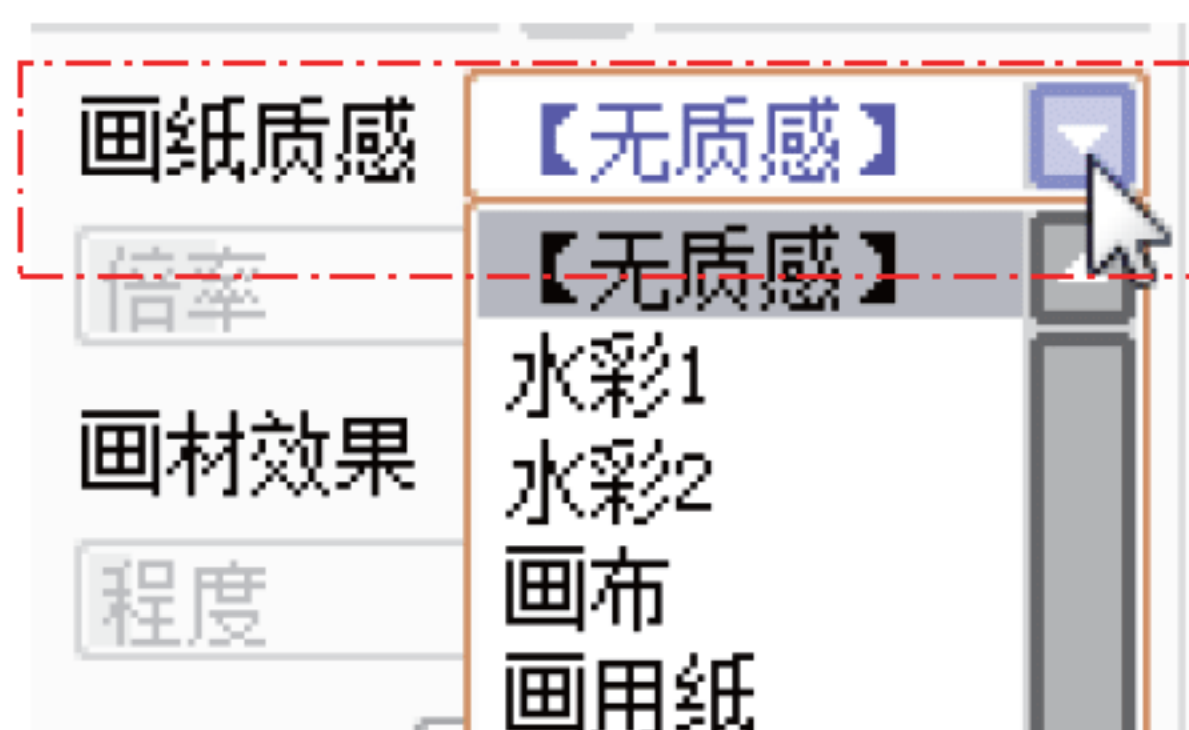 画纸质感 【无质感】
倍率 【无质感】
水彩1
画材效果 水彩2
画布
程度
画用纸